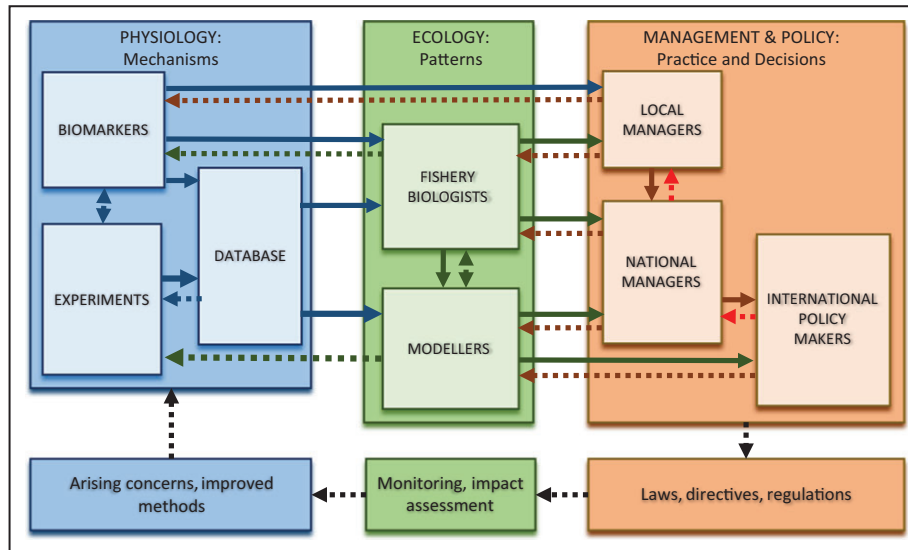 PHYSIOLOGY:
Mechanisms
BIOMARKERS
EXPERIMENTS
DATABASE
ECOLOGY:
Patterns
FISHERY
BIOLOGISTS
MODELLERS
MANAGEMENT & POLICY:
Practice and Decisions
LOCAL
MANAGERS
NATIONAL
MANAGERS
INTERNATIONAL
POLICY
MAKERS
Arising concerns, improved
methods
Monitoring, impact
assessment
Laws, directives, regulations